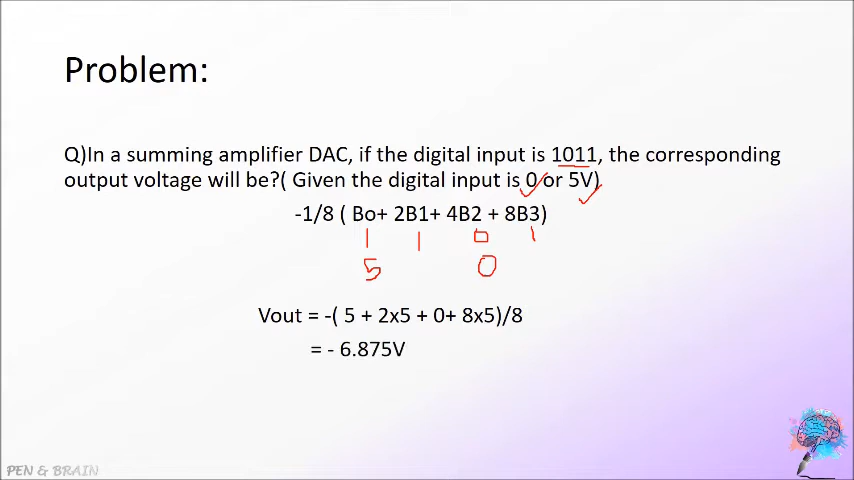 Problem:
Q)In a summing amplifier DAC, if the digital input is 1011, the corresponding
output voltage will be?( Given the digital input is 0 or 5V)
-1/8 ( Bo+ 2B1+ 4B2 + 8B3)
1 1 0 1
5 0
Vout = -( 5 + 2x5 + 0+ 8x5)/8
= - 6.875V
PEN & BRAIN